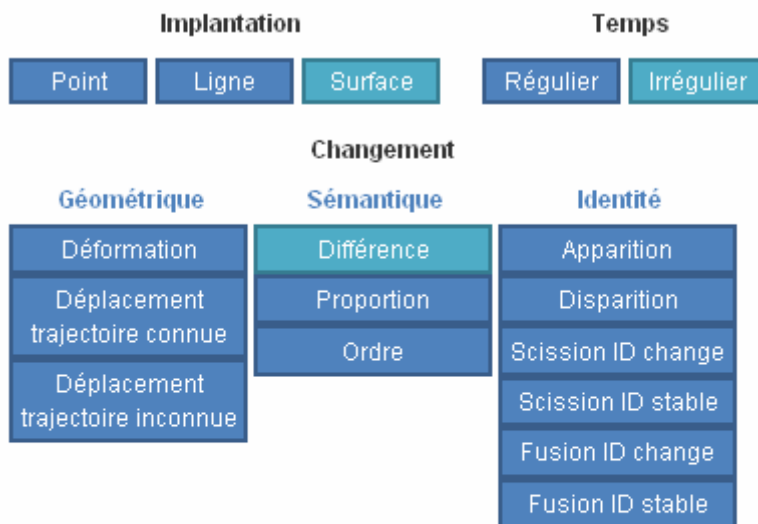 Implantation
Temps
Point
Ligne
Surface
Régulier
Irrégulier
Changement
Géométrique
Sémantique
Identité
Déformation
Déplacement
trajectoire connue
Déplacement
trajectoire inconnue
Différence
Proportion
Ordre
Apparition
Disparition
Scission ID change
Scission ID stable
Fusion ID change
Fusion ID stable